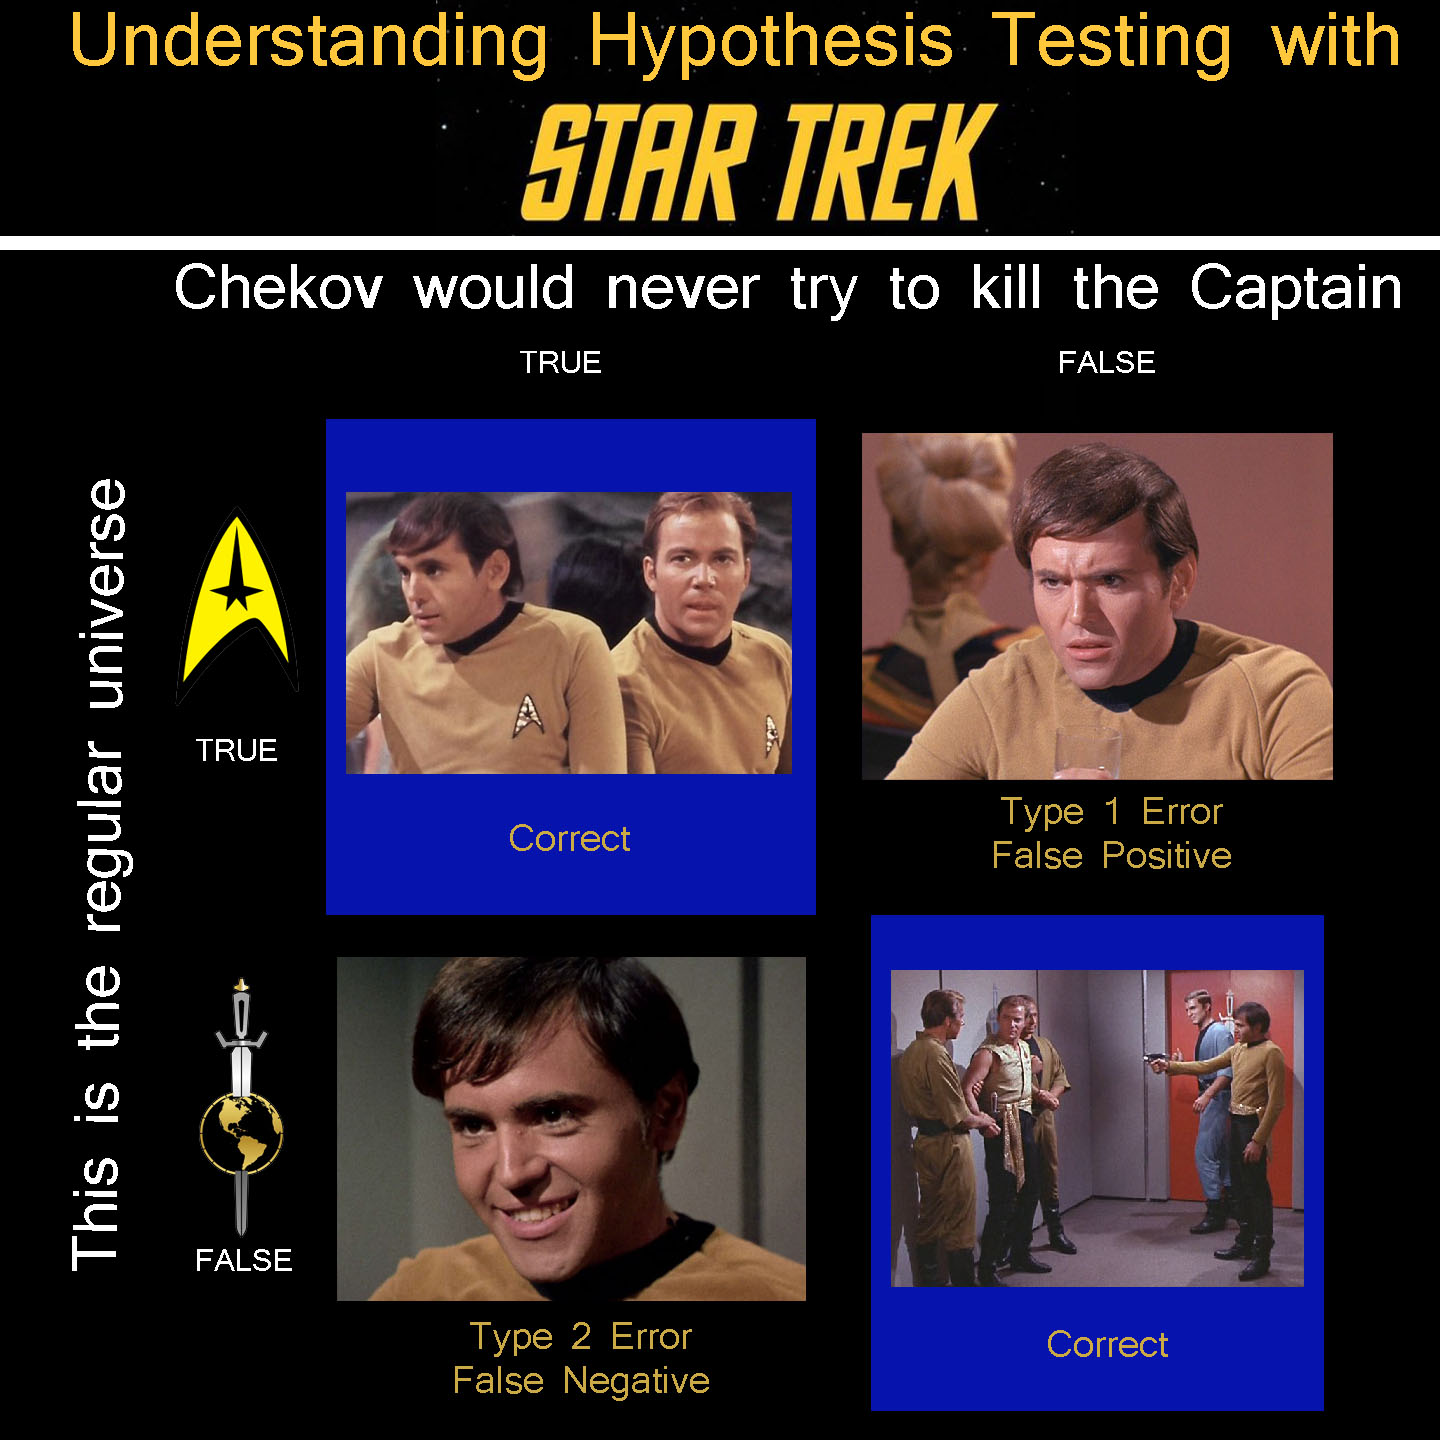 Understanding Hypothesis Testing with
STAR TREK
Chekov would never try to kill the Captain
TRUE
FALSE
This is the regular universe
TRUE
Correct
Type 1 Error
False Positive
FALSE
Type 2 Error
False Negative
Correct